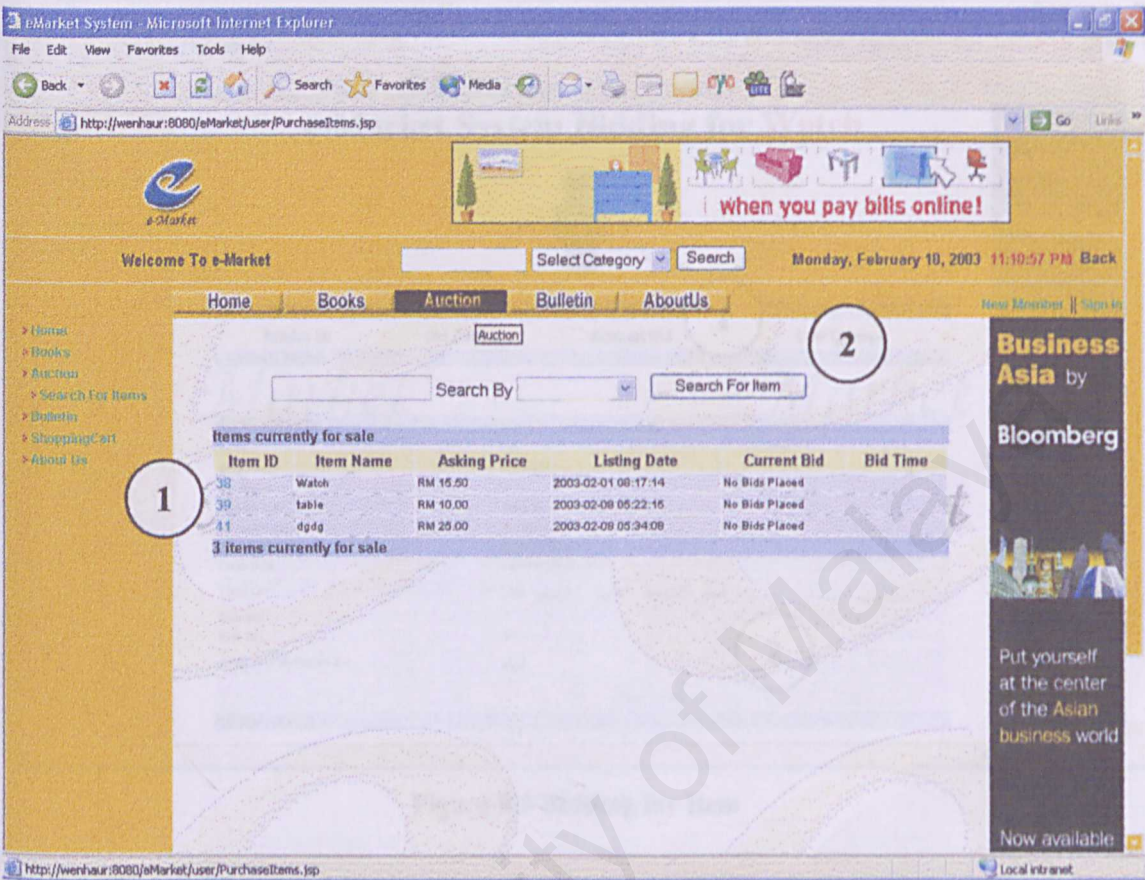 eMarket System - Microsoft Internet Explorer
File Edit View Favorites Tools Help
Back Search Favorites Media
Address http://wenhaur:8080/eMarket/user/PurchaseItems.jsp Go Links »
e-Market
when you pay bills online!
Welcome To e-Market Select Category Search Monday, February 10, 2003 11:10:57 PM Back
Home Books Auction Bulletin AboutUs New Member || Sign in
Auction
Home
Books
Auction
Search For Items
Bulletin
ShoppingCart
About Us
2
Search By Search For Item
Items currently for sale
Item ID Item Name Asking Price Listing Date Current Bid Bid Time
38 Watch RM 15.50 2003-02-01 08:17:14 No Bids Placed
39 table RM 10.00 2003-02-09 05:22:15 No Bids Placed
41 dgdg RM 25.00 2003-02-09 05:34:09 No Bids Placed
3 items currently for sale
1
Business
Asia by
Bloomberg
Put yourself
at the center
of the Asian
business world
Now available
http://wenhaur:8080/eMarket/user/PurchaseItems.jsp Local intranet
University of Malaya